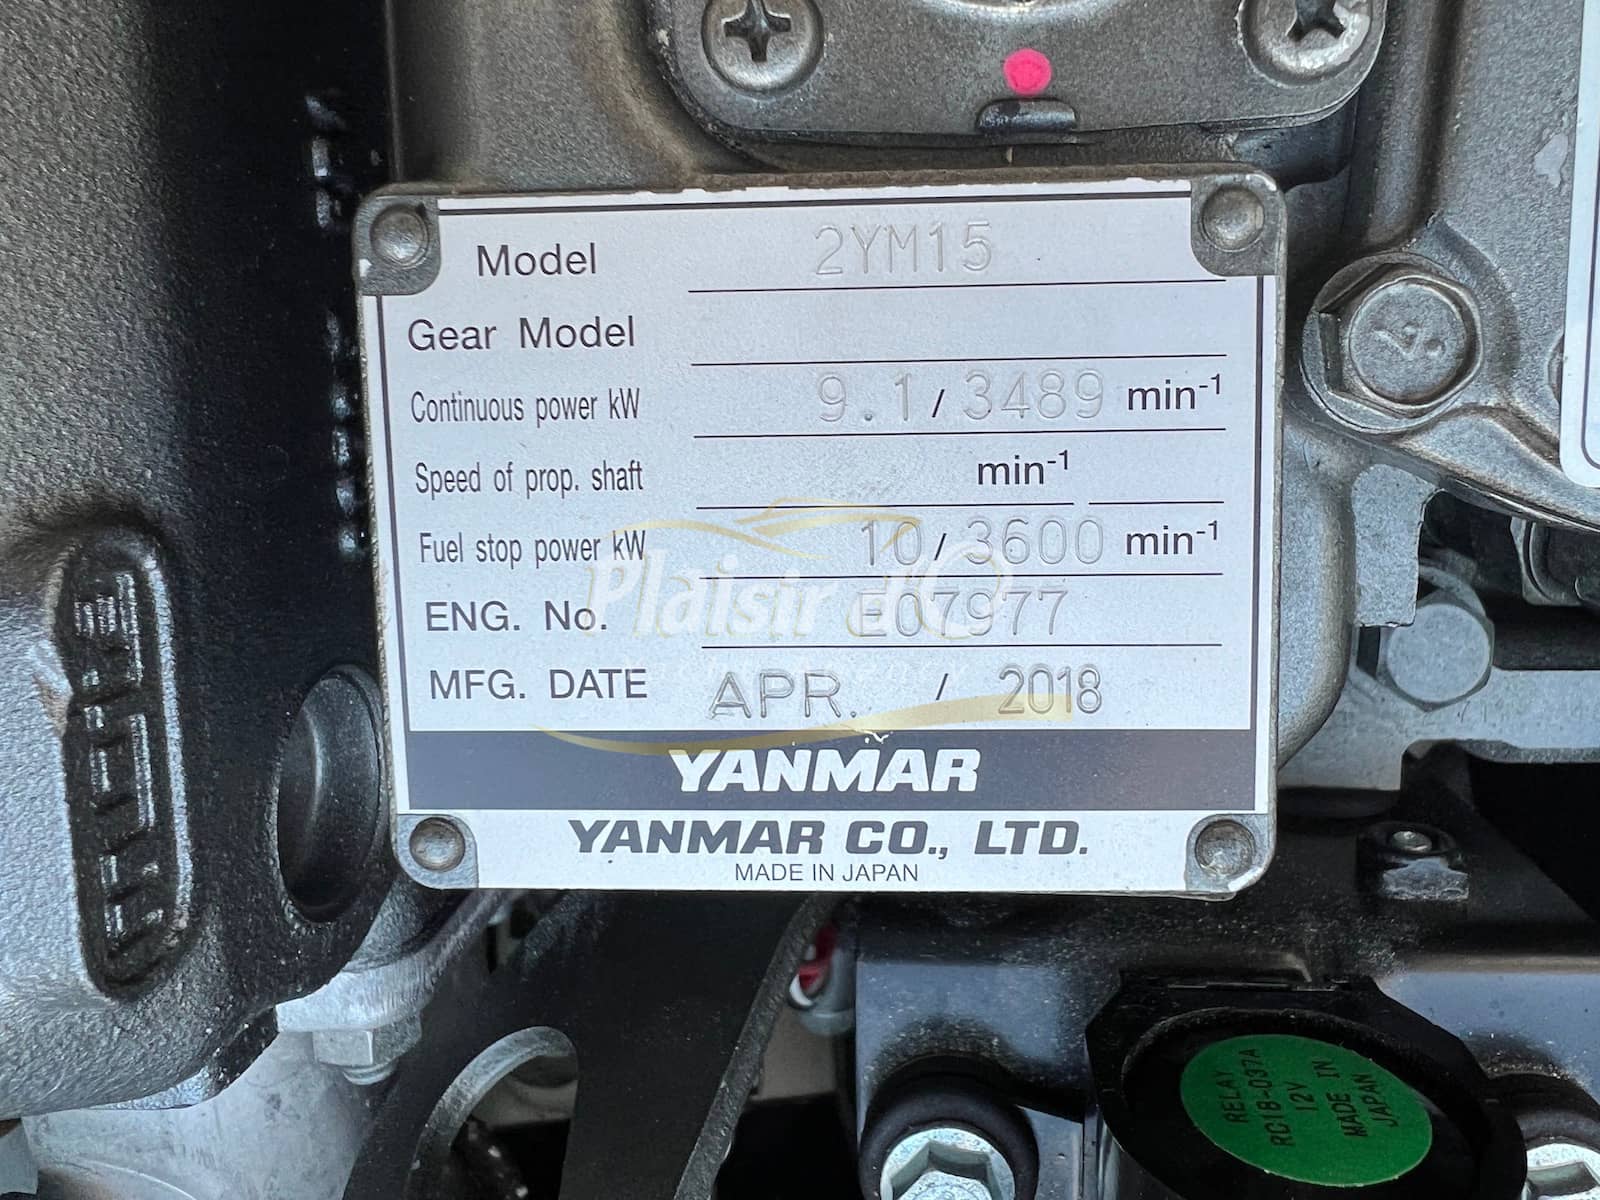 Model 2YM15
Gear Model
Continuous power kW 9.1 / 3489 min-1
Speed of prop. shaft min-1
Fuel stop power kW 10 / 3600 min-1
ENG. No. E07977
MFG. DATE APR. / 2018
Plaisir d'O
YANMAR
YANMAR CO., LTD.
MADE IN JAPAN
RELAY
RC18-037A
12V
MADE IN
JAPAN